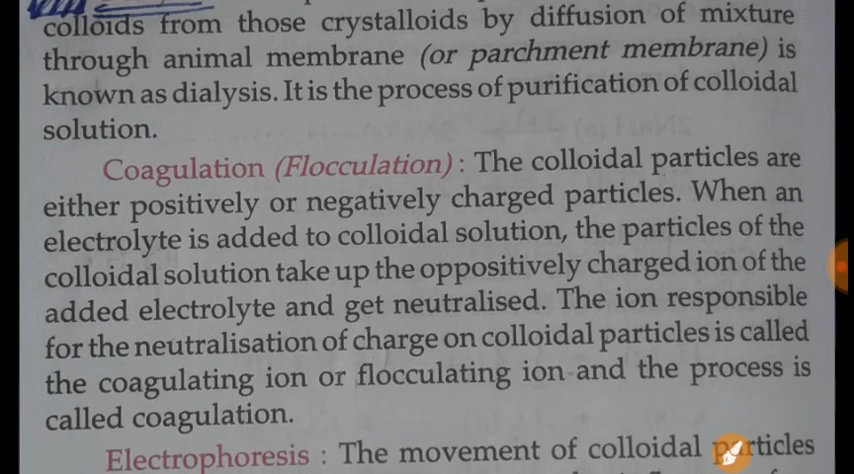 colloids from those crystalloids by diffusion of mixture
through animal membrane (or parchment membrane) is
known as dialysis. It is the process of purification of colloidal
solution.
Coagulation (Flocculation) : The colloidal particles are
either positively or negatively charged particles. When an
electrolyte is added to colloidal solution, the particles of the
colloidal solution take up the oppositively charged ion of the
added electrolyte and get neutralised. The ion responsible
for the neutralisation of charge on colloidal particles is called
the coagulating ion or flocculating ion and the process is
called coagulation.
Electrophoresis : The movement of colloidal particles